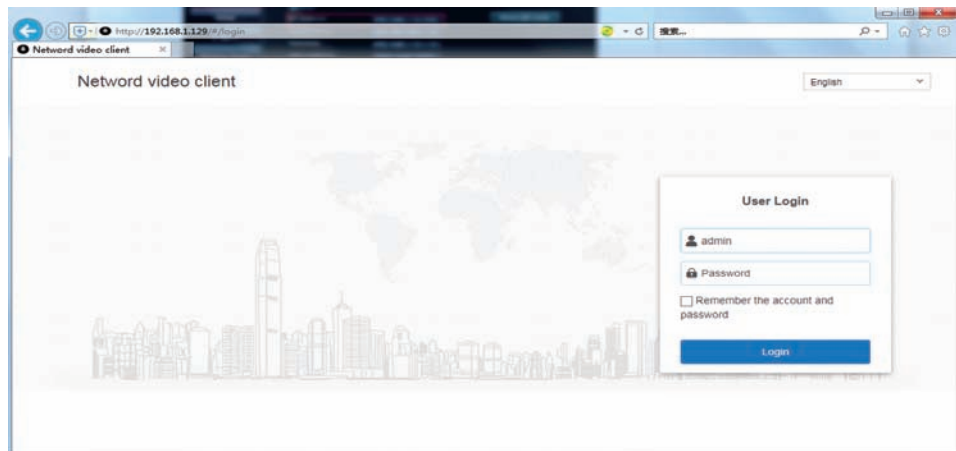 http://192.168.1.129/#/login
搜索...
Netword video client
Netword video client
English
User Login
admin
Password
Remember the account and
password
Login